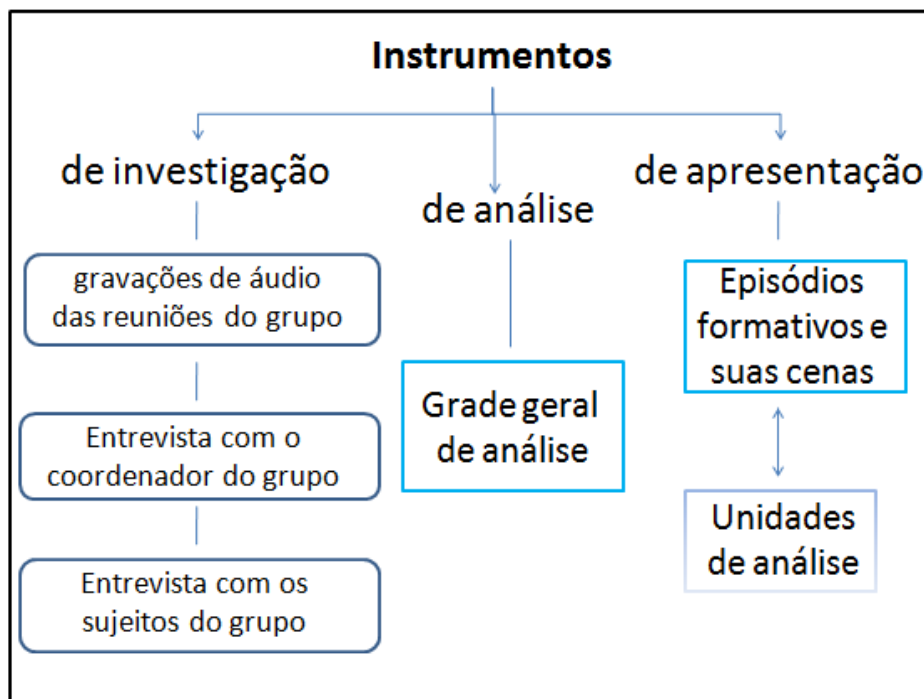 Instrumentos
de investigação
gravações de áudio
das reuniões do grupo
Entrevista com o
coordenador do grupo
Entrevista com os
sujeitos do grupo
de análise
Grade geral
de análise
de apresentação
Episódios
formativos e
suas cenas
Unidades
de análise